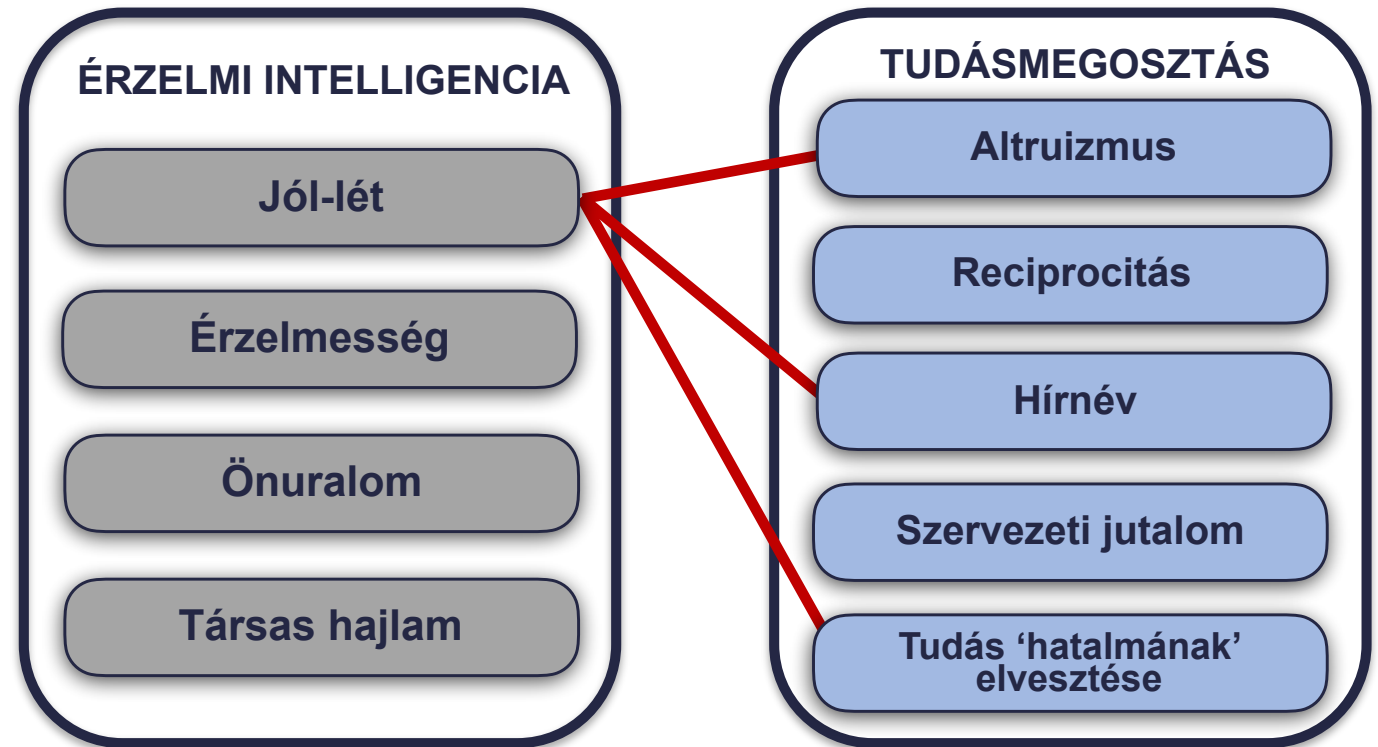 ÉRZELMI INTELLIGENCIA
Jól-lét
Érzelmesség
Önuralom
Társas hajlam
TUDÁSMEGOSZTÁS
Altruizmus
Reciprocitás
Hírnév
Szervezeti jutalom
Tudás ‘hatalmának’
elvesztése